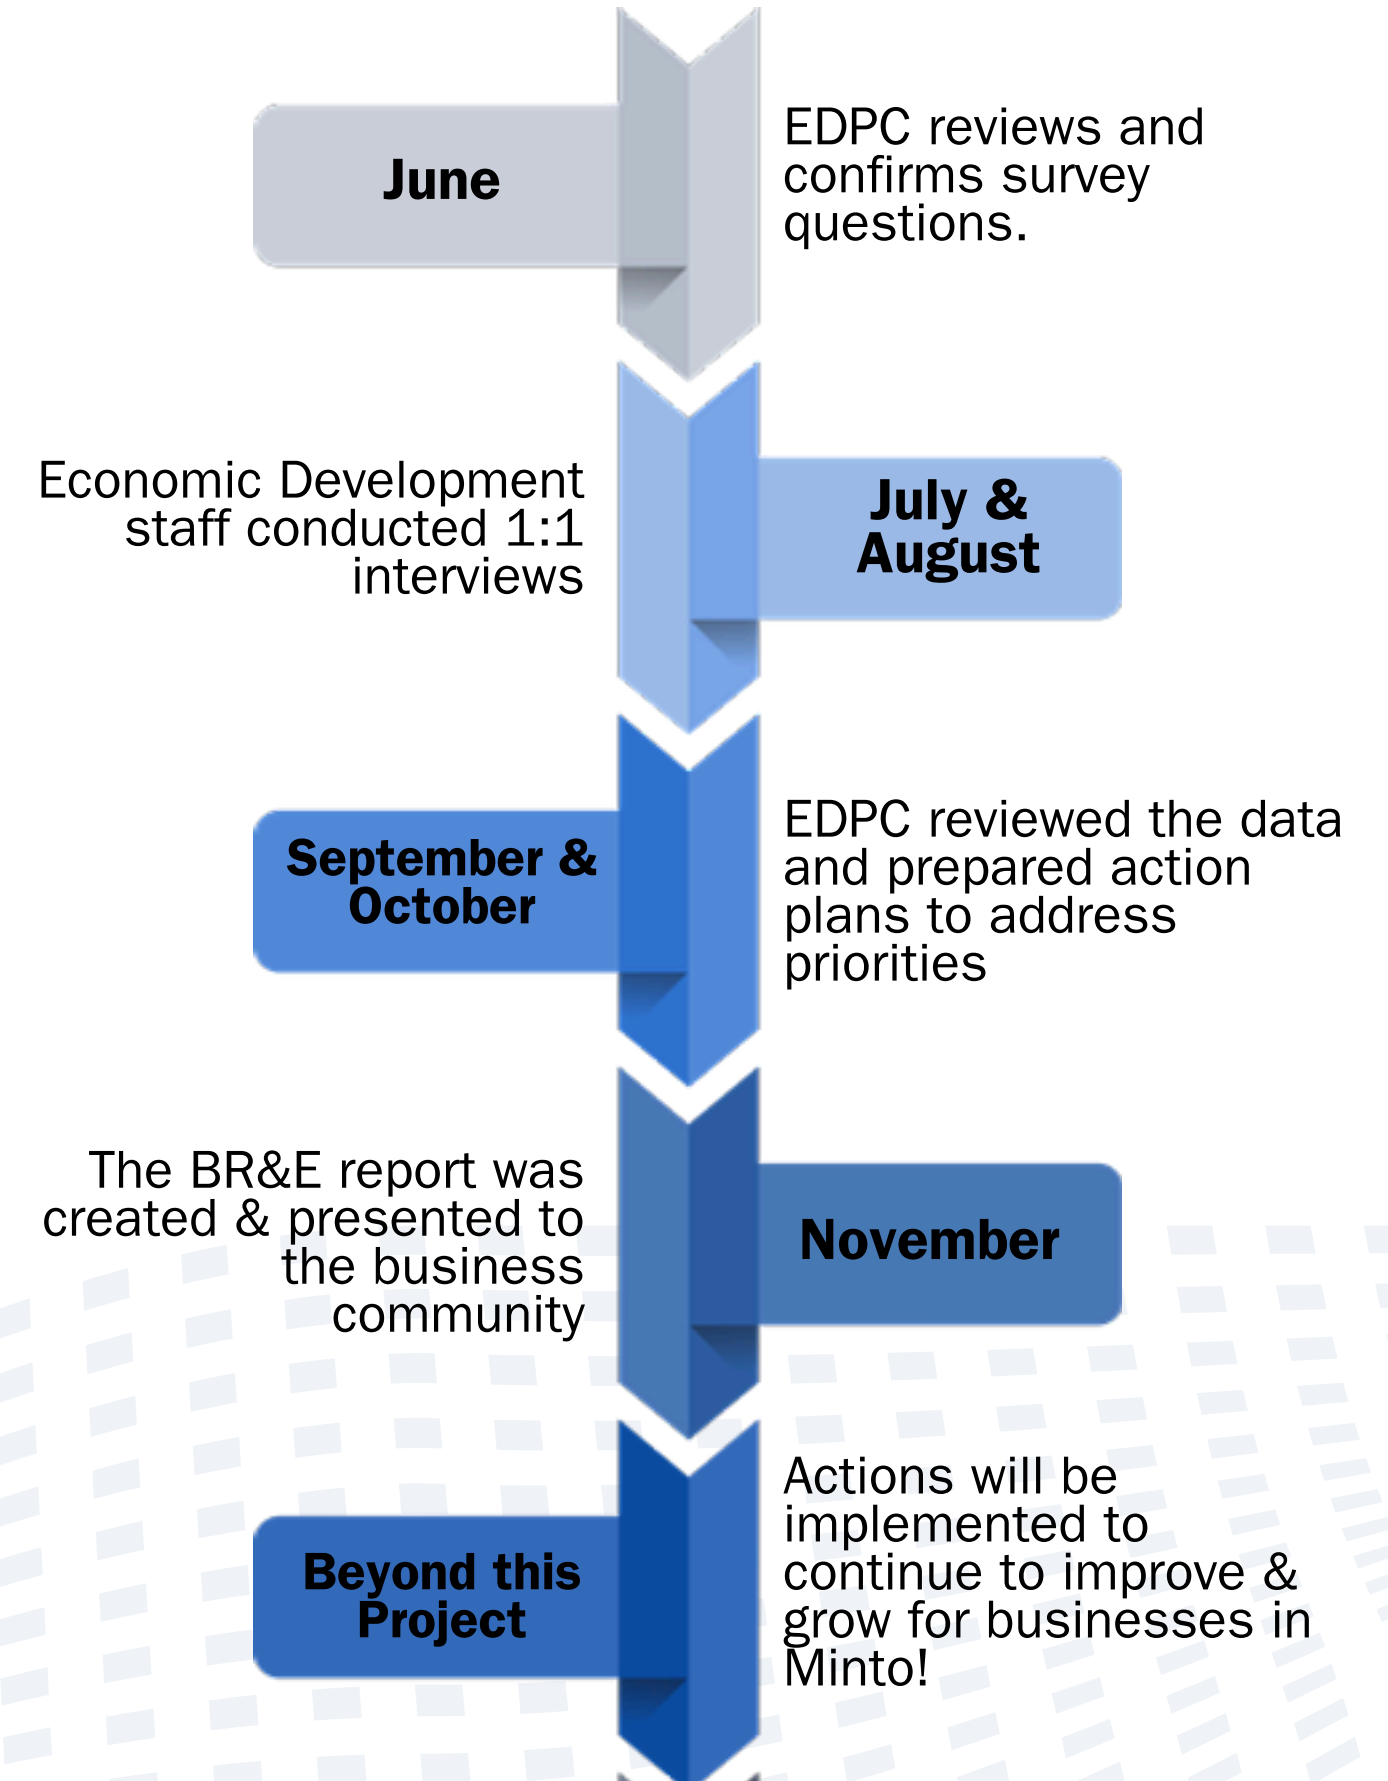 June
EDPC reviews and
confirms survey
questions.
Economic Development
staff conducted 1:1
interviews
July &
August
September &
October
EDPC reviewed the data
and prepared action
plans to address
priorities
The BR&E report was
created & presented to
the business
community
November
Beyond this
Project
Actions will be
implemented to
continue to improve &
grow for businesses in
Minto!